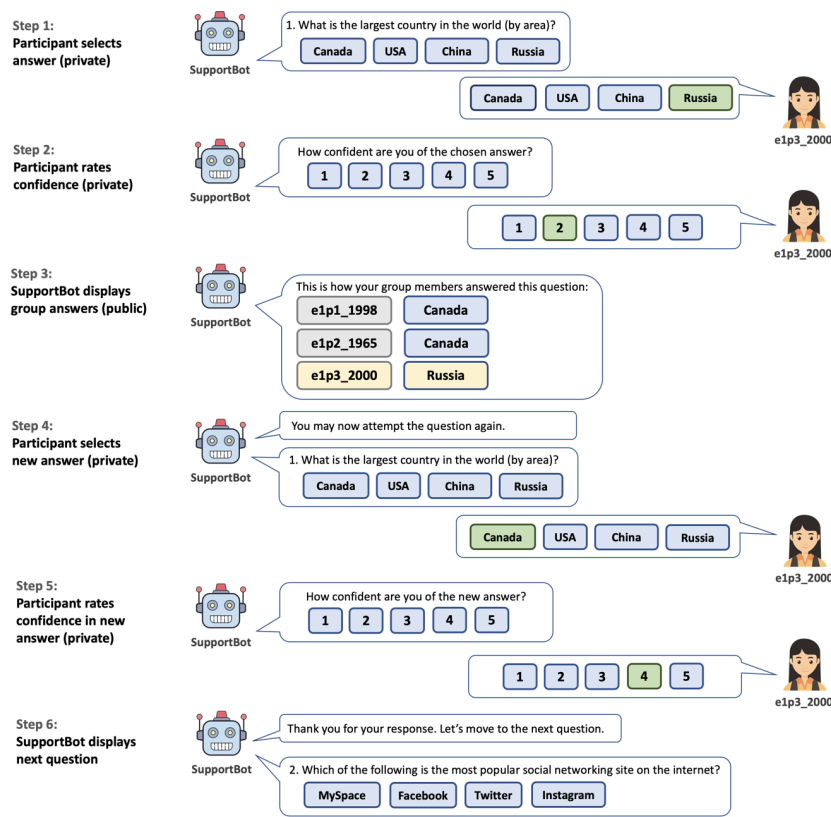 Step 1:
Participant selects
answer (private)
SupportBot
1. What is the largest country in the world (by area)?
Canada USA China Russia
Canada USA China Russia
e1p3_2000
Step 2:
Participant rates
confidence (private)
SupportBot
How confident are you of the chosen answer?
1 2 3 4 5
1 2 3 4 5
e1p3_2000
Step 3:
SupportBot displays
group answers (public)
SupportBot
This is how your group members answered this question:
e1p1_1998 Canada
e1p2_1965 Canada
e1p3_2000 Russia
Step 4:
Participant selects
new answer (private)
SupportBot
You may now attempt the question again.
1. What is the largest country in the world (by area)?
Canada USA China Russia
Canada USA China Russia
e1p3_2000
Step 5:
Participant rates
confidence in new
answer (private)
SupportBot
How confident are you of the new answer?
1 2 3 4 5
1 2 3 4 5
e1p3_2000
Step 6:
SupportBot displays
next question
SupportBot
Thank you for your response. Let's move to the next question.
2. Which of the following is the most popular social networking site on the internet?
MySpace Facebook Twitter Instagram